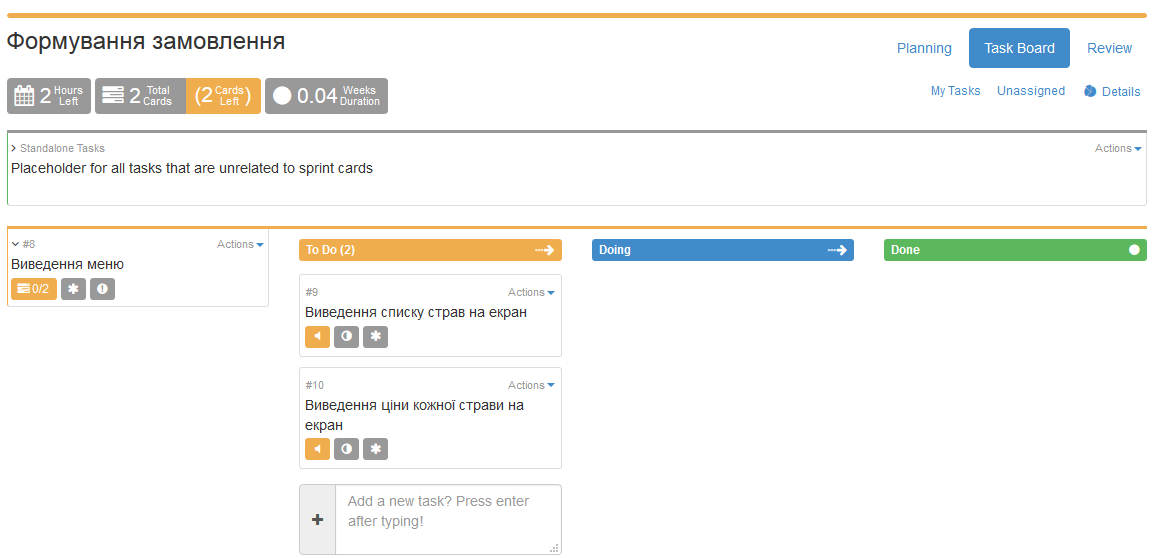 Формування замовлення
Planning
Task Board
Review
2 Hours Left
2 Total Cards
(2 Cards Left )
0.04 Weeks Duration
My Tasks
Unassigned
Details
Standalone Tasks
Actions
Placeholder for all tasks that are unrelated to sprint cards
#8
Actions
Виведення меню
0/2
To Do (2)
#9
Actions
Виведення списку страв на екран
#10
Actions
Виведення ціни кожної страви на
екран
+
Add a new task? Press enter
after typing!
Doing
Done